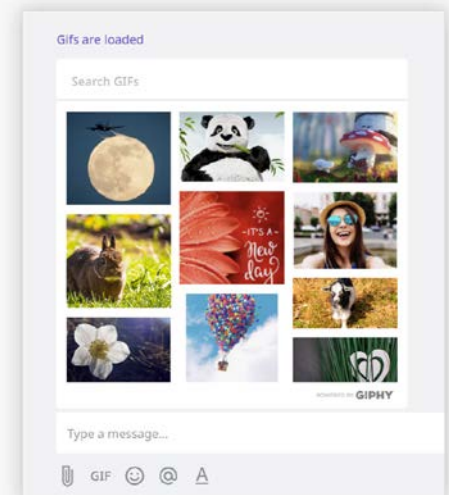 Gifs are loaded
Search GIFs
-IT'S A-
New
day
POWERED BY GIPHY
Type a message...
GIF
@
A